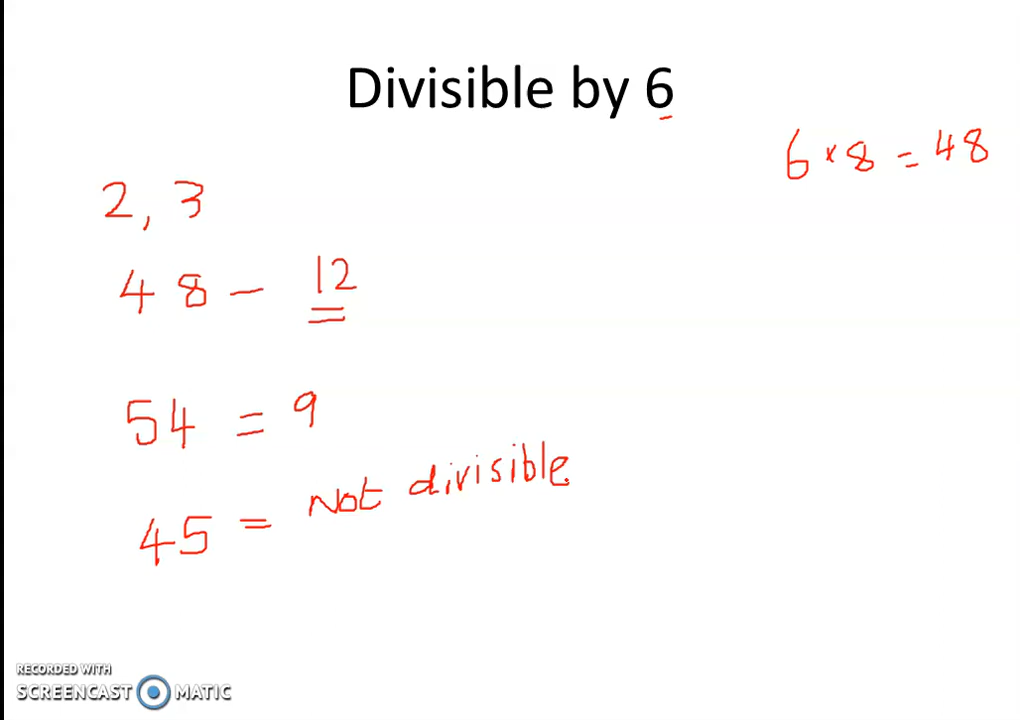 Divisible by 6
6 × 8 = 48
2, 3
48 - 12
54 = 9
45 = Not divisible
RECORDED WITH
SCREENCAST MATIC